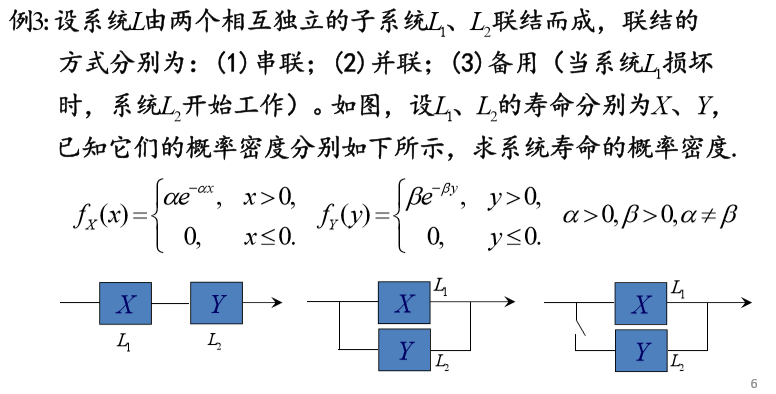 例3: 设系统L由两个相互独立的子系统L₁、L₂联结而成，联结的
方式分别为：(1)串联；(2)并联；(3)备用（当系统L₁损坏
时，系统L₂开始工作）。如图，设L₁、L₂的寿命分别为X、Y，
已知它们的概率密度分别如下所示，求系统寿命的概率密度.
f_X(x)={αe^{-αx}, x>0, f_Y(y)={βe^{-βy}, y>0, α>0,β>0,α≠β
0, x≤0. 0, y≤0.
X Y X L₁ X L₁
L₁ L₂ Y L₂ Y L₂
6